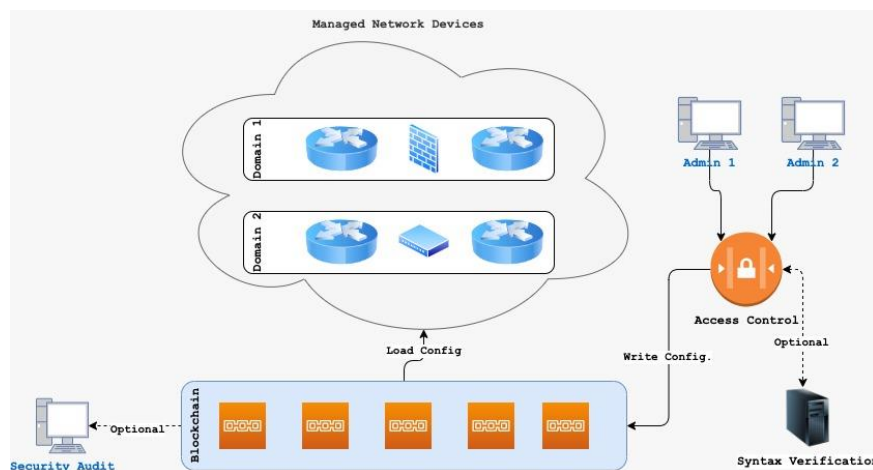 Managed Network Devices
Domain 1
Domain 2
Admin 1
Admin 2
Access Control
Optional
Load Config
Write Config.
Blockchain
Optional
Security Audit
Syntax Verification